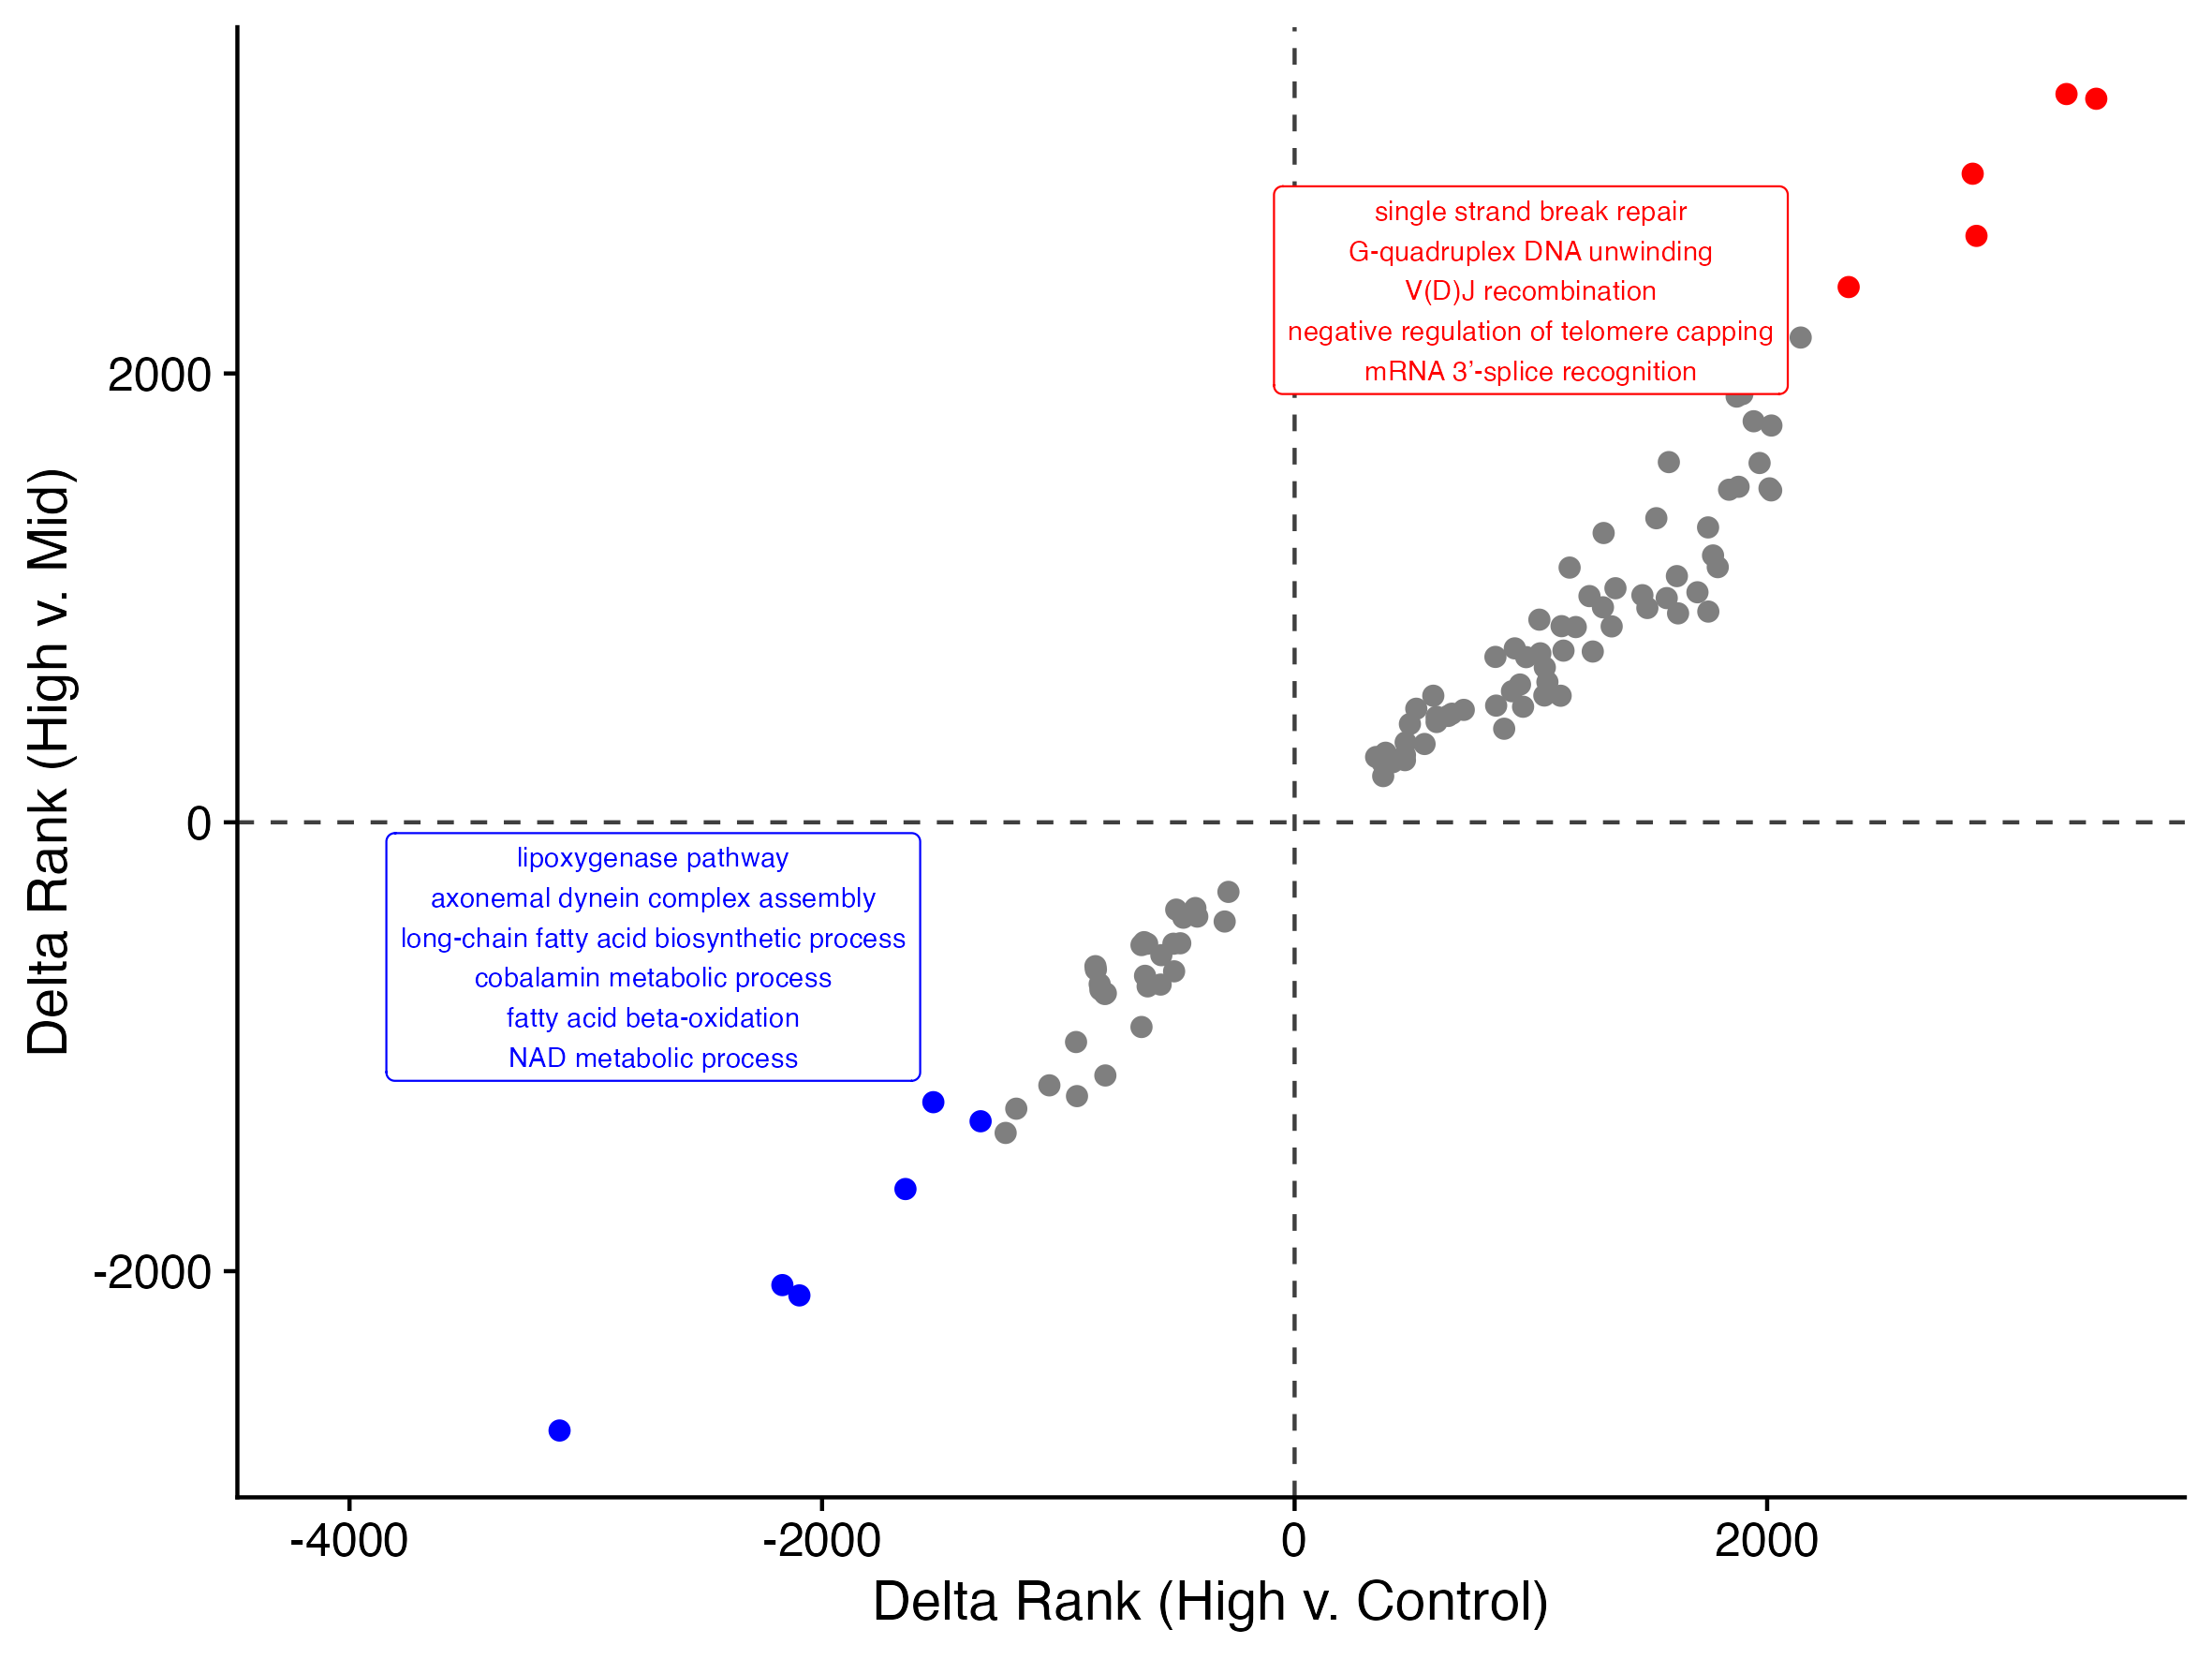 single strand break repair
G-quadruplex DNA unwinding
V(D)J recombination
negative regulation of telomere capping
mRNA 3’-splice recognition
2000
0
-2000
Delta Rank (High v. Mid)
lipoxygenase pathway
axonemal dynein complex assembly
long-chain fatty acid biosynthetic process
cobalamin metabolic process
fatty acid beta-oxidation
NAD metabolic process
-4000
-2000
0
2000
Delta Rank (High v. Control)